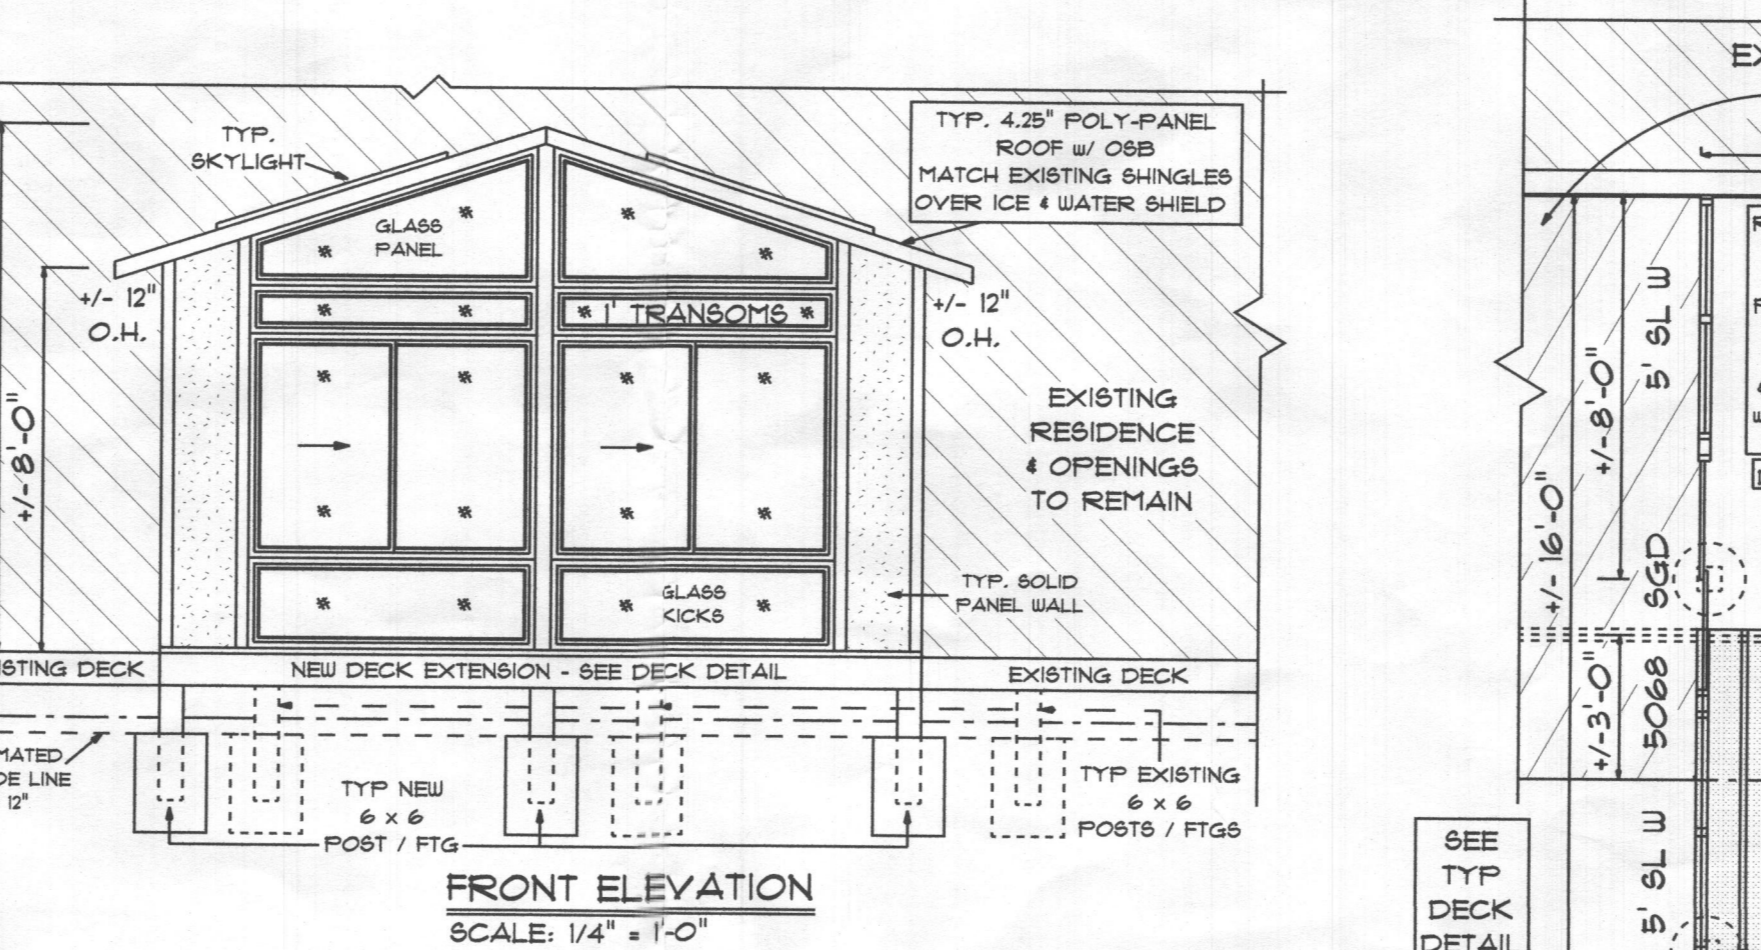 TYP.
SKYLIGHT
GLASS
PANEL
TYP. 4.25" POLY-PANEL
ROOF w/ OSB
MATCH EXISTING SHINGLES
OVER ICE & WATER SHIELD
+/- 12"
O.H.
+/- 8'-0"
1' TRANSOMS
+/- 12"
O.H.
EXISTING
RESIDENCE
& OPENINGS
TO REMAIN
GLASS
KICKS
TYP. SOLID
PANEL WALL
ISTING DECK
NEW DECK EXTENSION - SEE DECK DETAIL
EXISTING DECK
MATED
DE LINE
12"
TYP NEW
6 x 6
POST / FTG
TYP EXISTING
6 x 6
POSTS / FTGS
FRONT ELEVATION
SCALE: 1/4" = 1'-0"
EX
+/- 16'-0"
+/- 8'-0"
5' SL W
SGD
+/- 3'-0"
5068
5' SL W
SEE
TYP
DECK
DETAIL